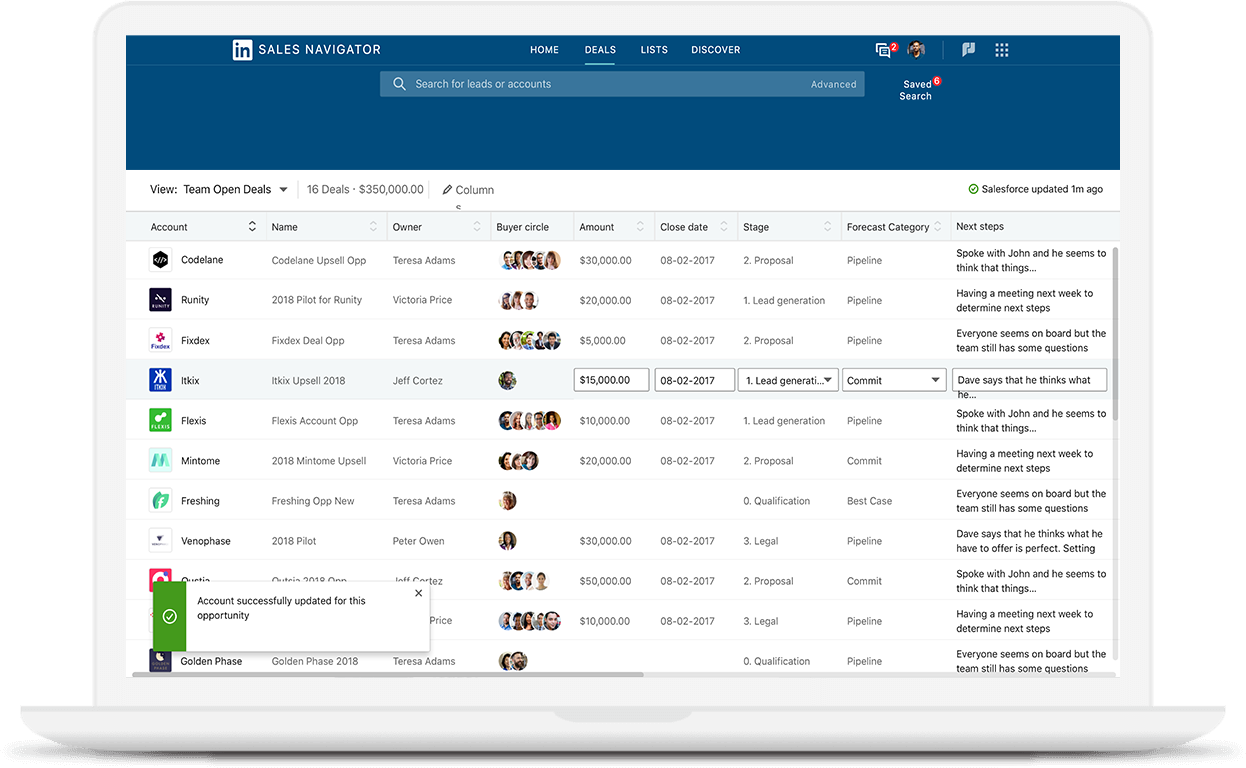 in SALES NAVIGATOR HOME DEALS LISTS DISCOVER 2
Search for leads or accounts Advanced Saved 6
Search
View: Team Open Deals 16 Deals · $350,000.00 Column Salesforce updated 1m ago
Account Name Owner Buyer circle Amount Close date Stage Forecast Category Next steps
Codelane Codelane Upsell Opp Teresa Adams $30,000.00 08-02-2017 2. Proposal Pipeline Spoke with John and he seems to
think that things...
RUNITY Runity 2018 Pilot for Runity Victoria Price $20,000.00 08-02-2017 1. Lead generation Pipeline Having a meeting next week to
determine next steps
Fixdex Fixdex Fixdex Deal Opp Teresa Adams $5,000.00 08-02-2017 2. Proposal Pipeline Everyone seems on board but the
team still has some questions
ITKIN Itkix Itkix Upsell 2018 Jeff Cortez $15,000.00 08-02-2017 1. Lead generati... Commit Dave says that he thinks what
he...
FLEXIS Flexis Flexis Account Opp Teresa Adams $10,000.00 08-02-2017 1. Lead generation Pipeline Spoke with John and he seems to
think that things...
Mintome 2018 Mintome Upsell Victoria Price $20,000.00 08-02-2017 2. Proposal Commit Having a meeting next week to
determine next steps
Freshing Freshing Opp New Teresa Adams 0. Qualification Best Case Everyone seems on board but the
team still has some questions
Venophase 2018 Pilot Peter Owen $30,000.00 08-02-2017 3. Legal Pipeline Dave says that he thinks what he
have to offer is perfect. Setting
2018 Opp Jeff Cortez $50,000.00 08-02-2017 2. Proposal Commit Spoke with John and he seems to
think that things...
Account successfully updated for this
opportunity
Price $10,000.00 08-02-2017 3. Legal Pipeline Having a meeting next week to
determine next steps
Golden Phase Golden Phase 2018 Teresa Adams 0. Qualification Pipeline Everyone seems on board but the
team still has some questions